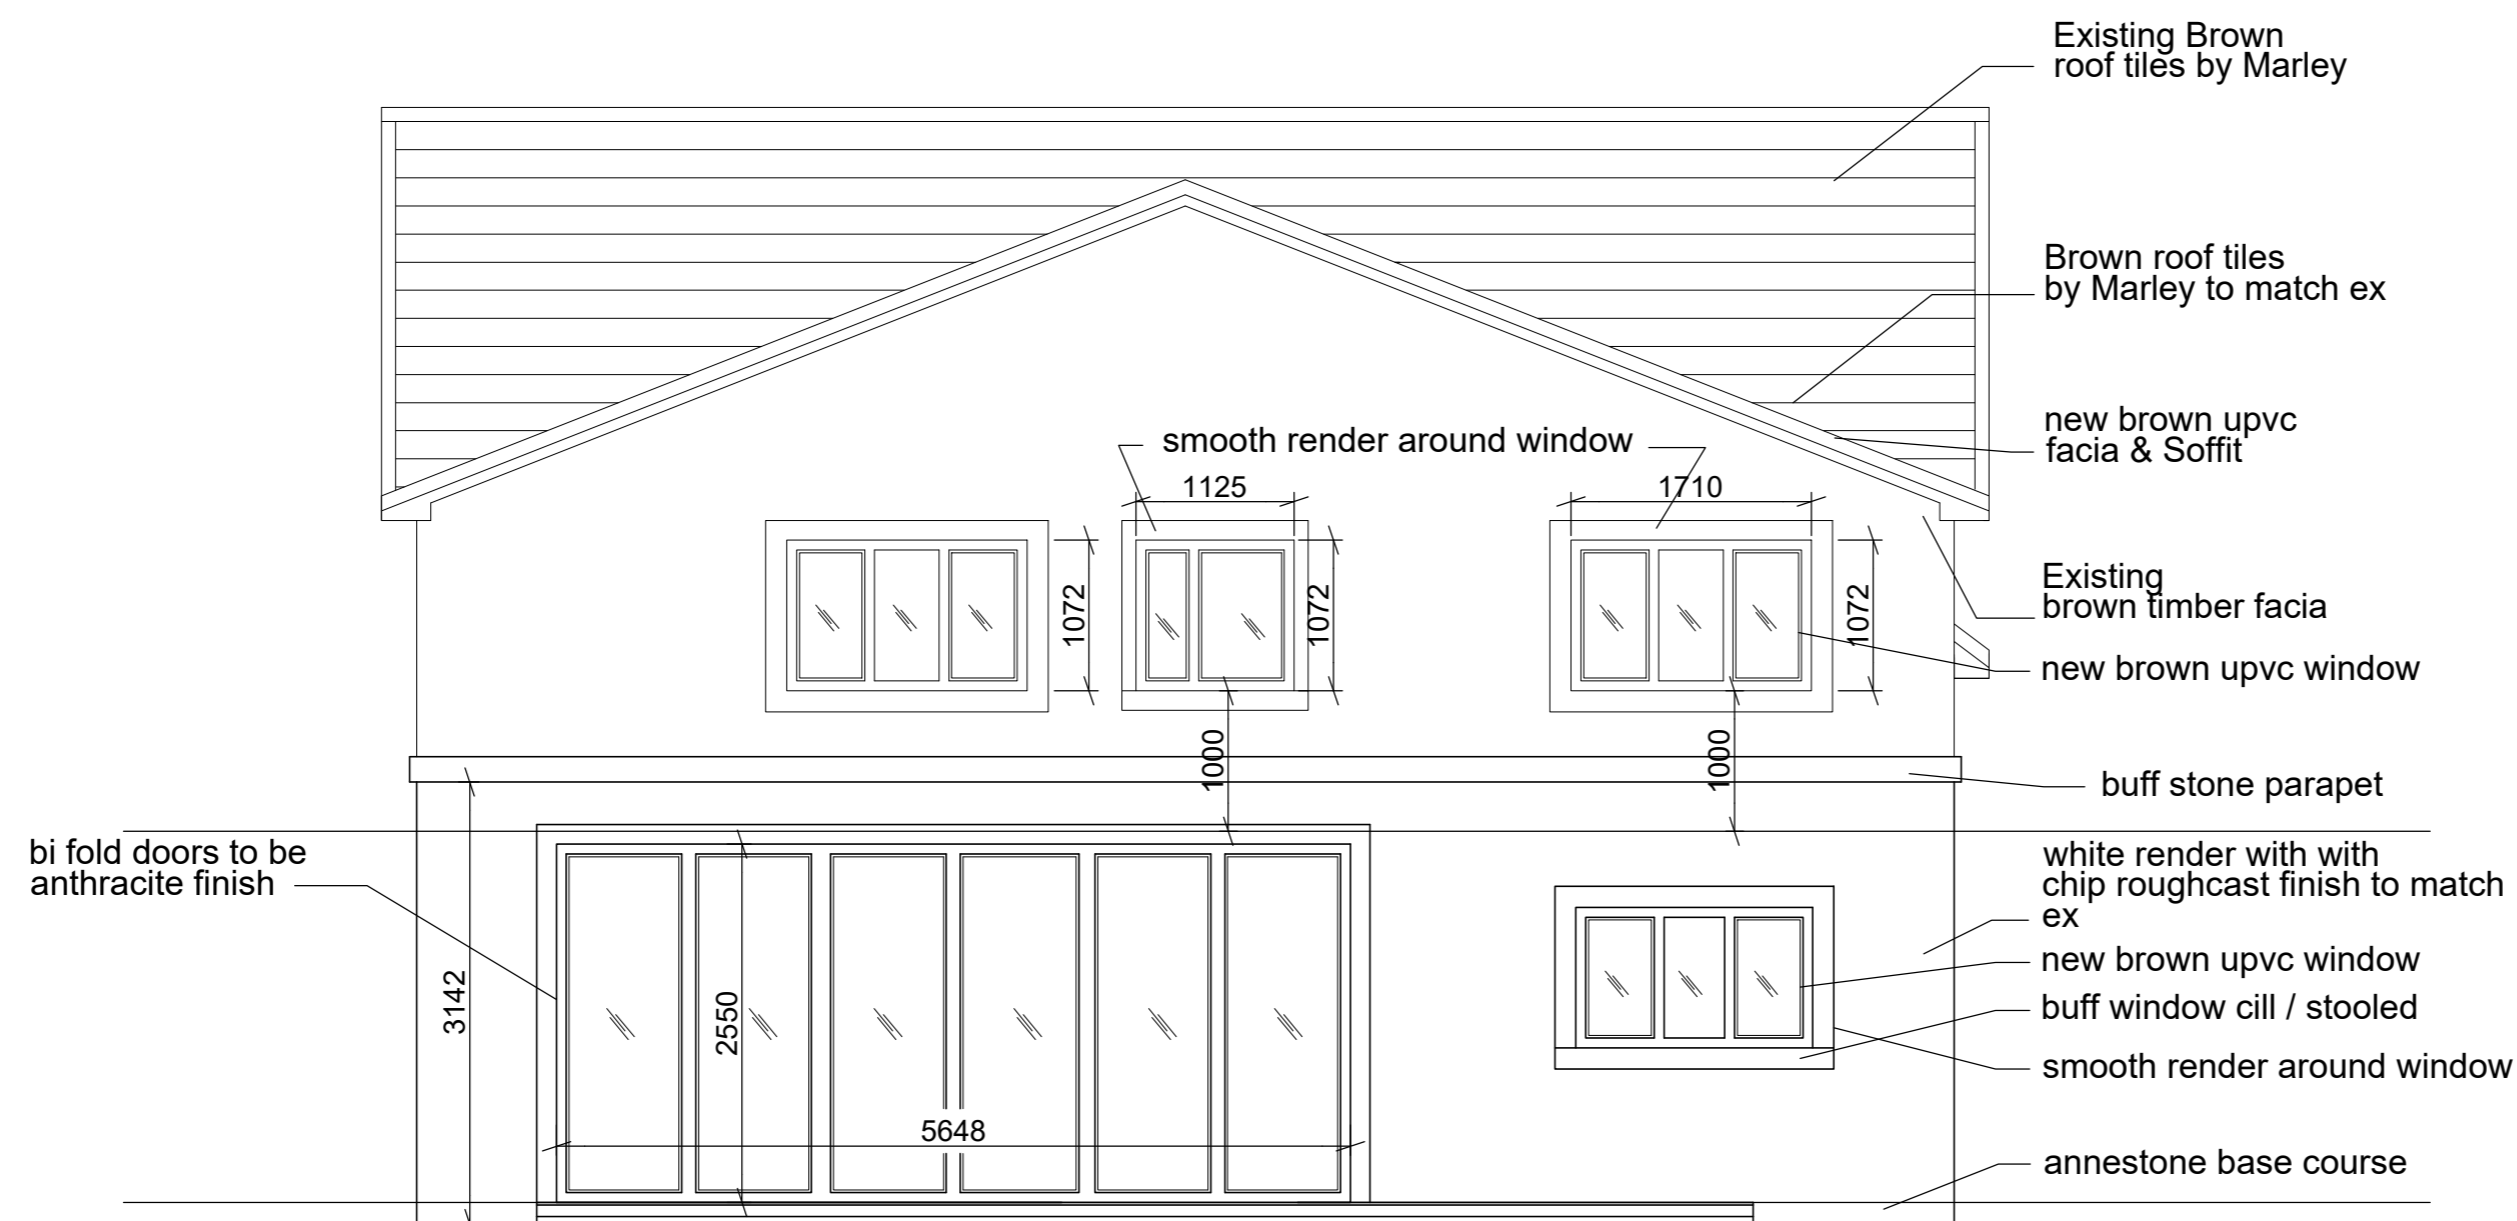 Existing Brown
roof tiles by Marley
Brown roof tiles
by Marley to match ex
new brown upvc
facia & Soffit
smooth render around window
1125
1710
1072
1072
1072
Existing
brown timber facia
new brown upvc window
1000
1000
buff stone parapet
bi fold doors to be
anthracite finish
white render with with
chip roughcast finish to match
ex
new brown upvc window
3142
2550
buff window cill / stooled
smooth render around window
5648
annestone base course